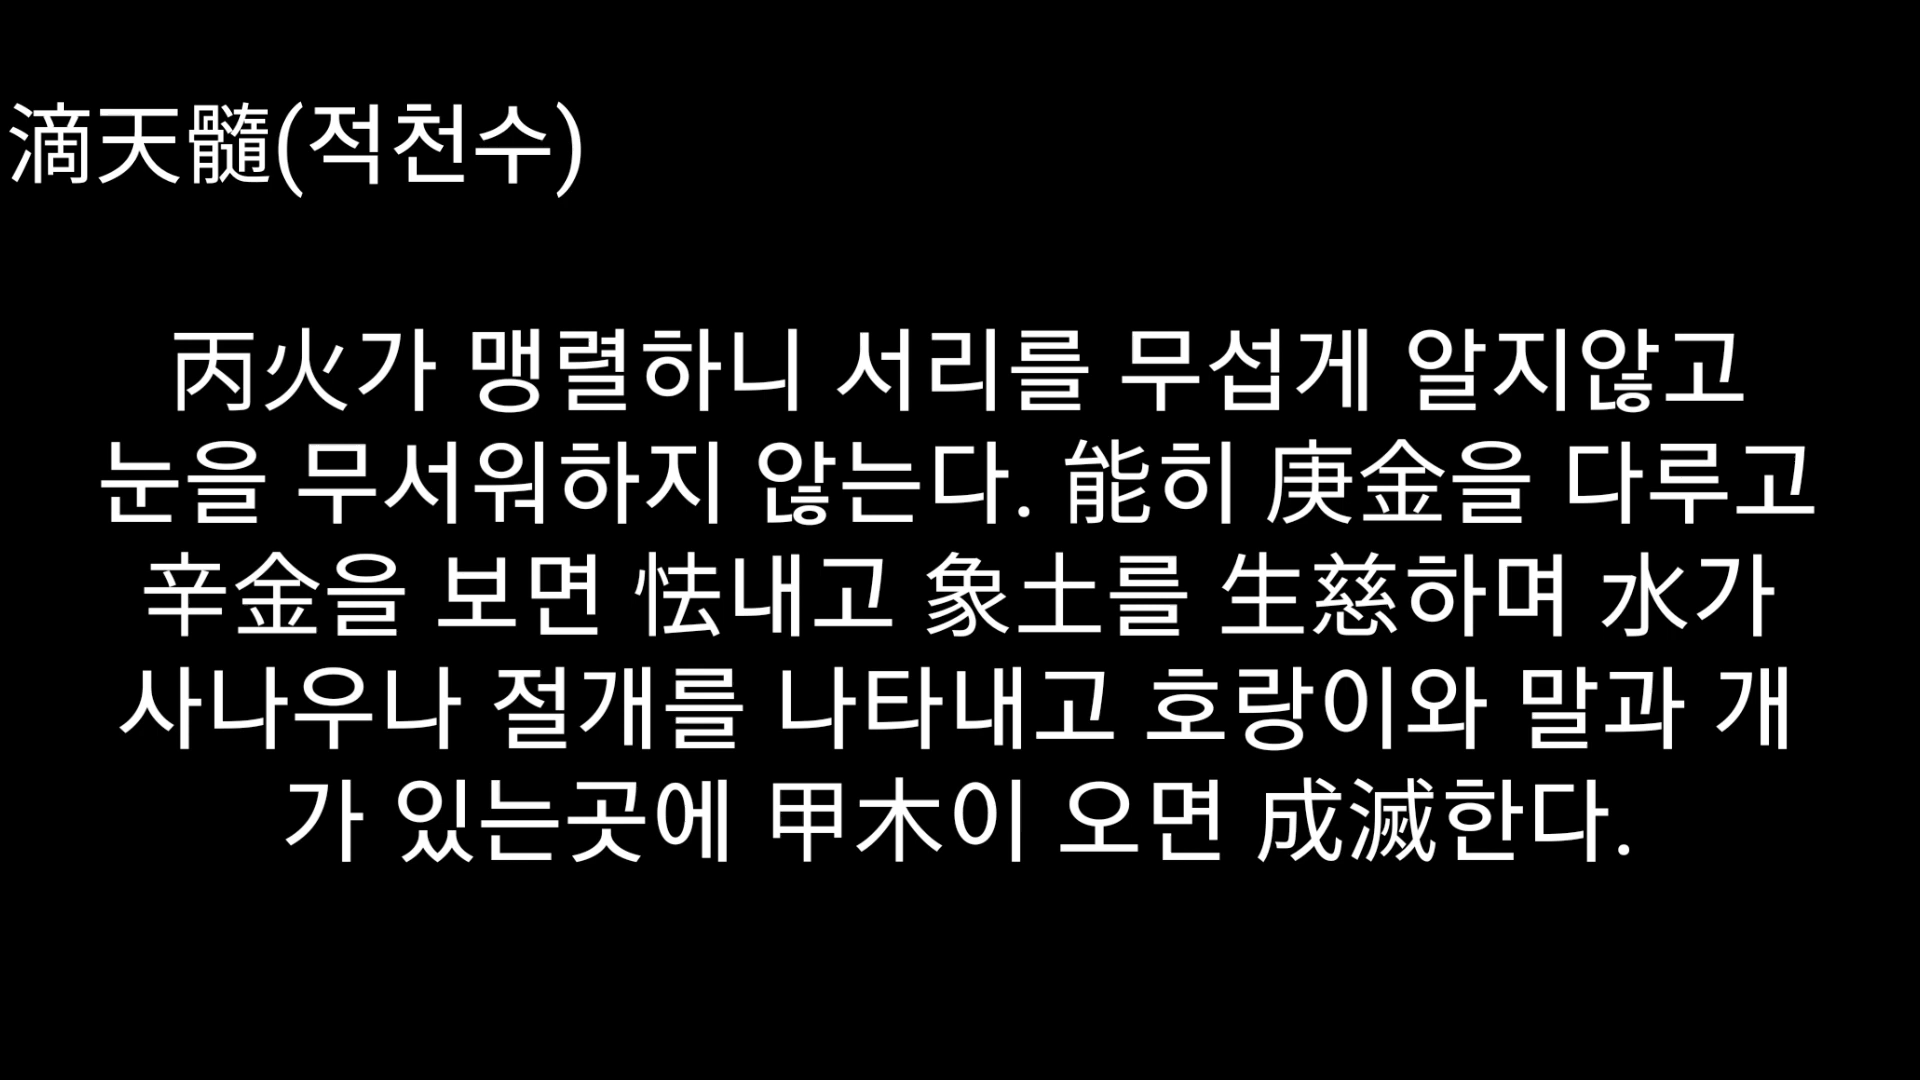 滴天髓(적천수)
丙火가 맹렬하니 서리를 무섭게 알지않고
눈을 무서워하지 않는다. 能히 庚金을 다루고
辛金을 보면 怯내고 象土를 生慈하며 水가
사나우나 절개를 나타내고 호랑이와 말과 개
가 있는곳에 甲木이 오면 成滅한다.